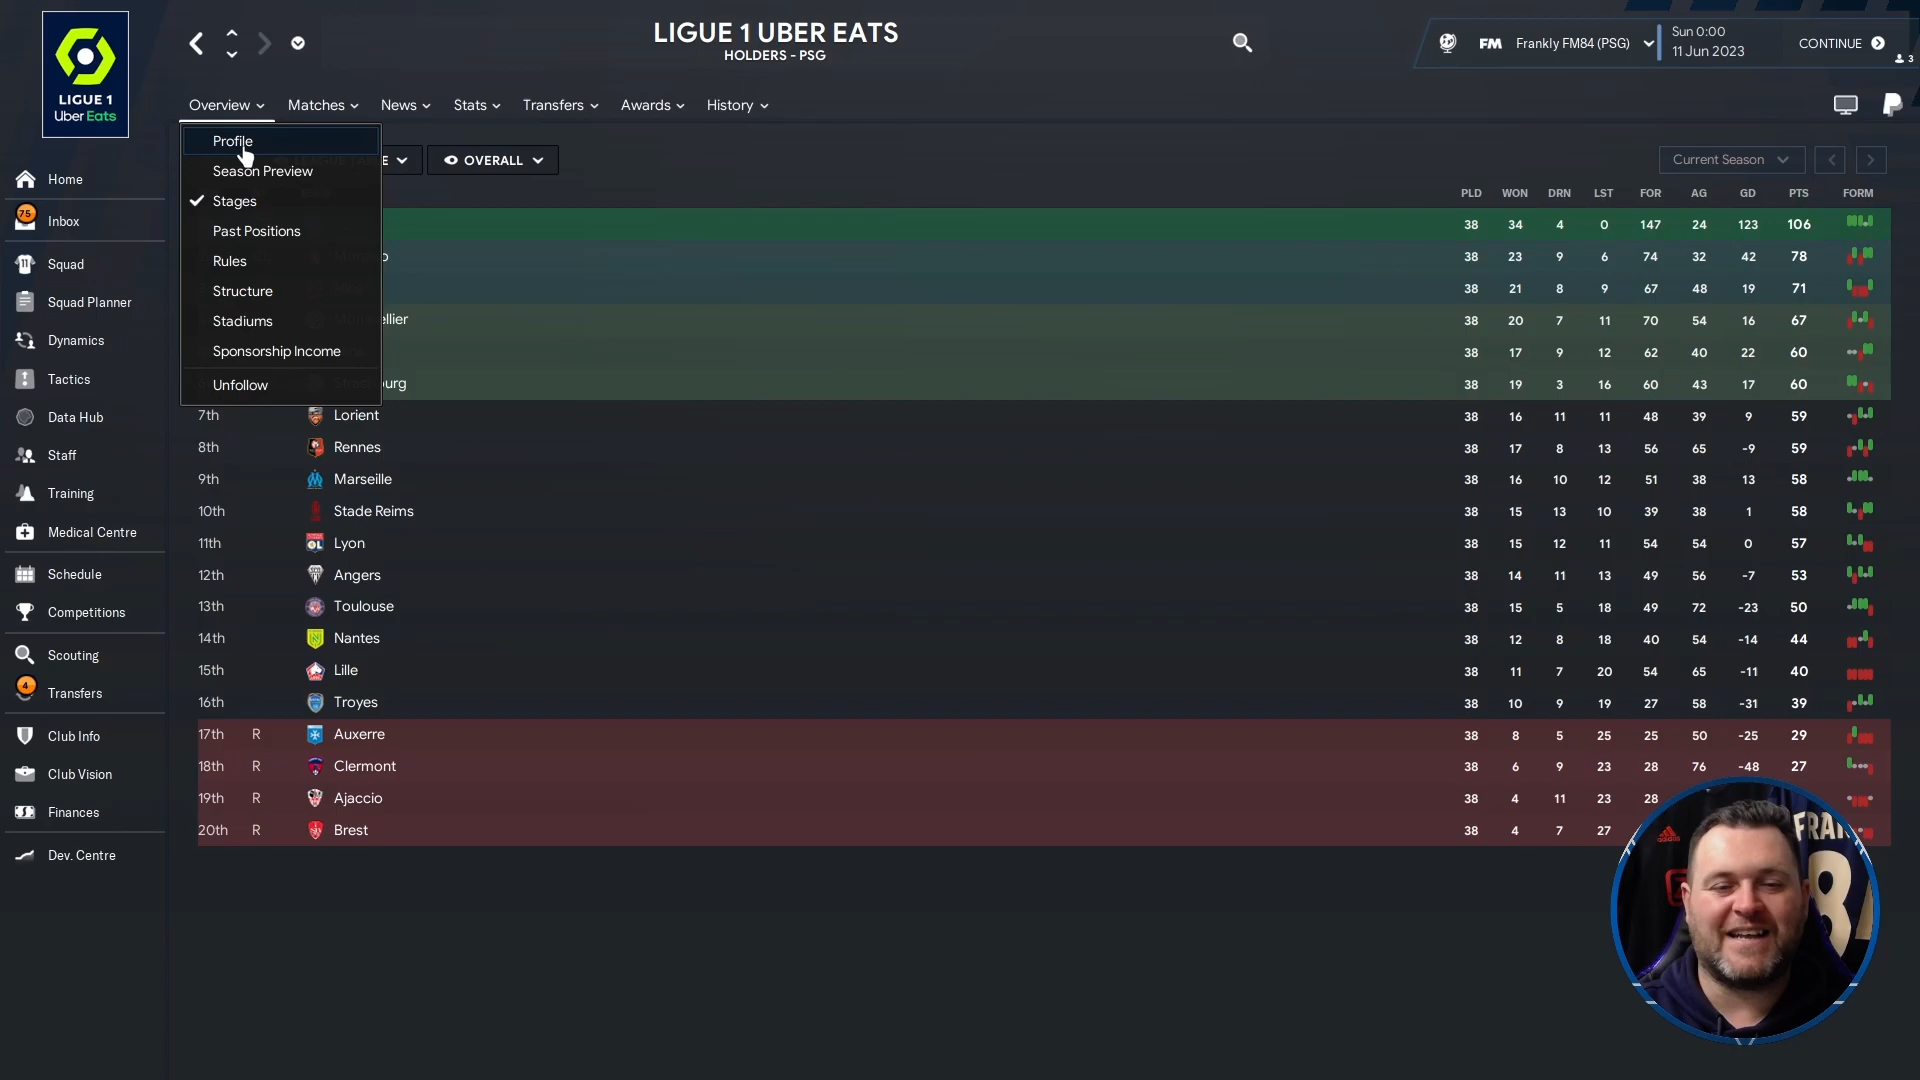 LIGUE 1 UBER EATS
HOLDERS - PSG
FM Frankly FM84 (PSG)
Sun 0:00
11 Jun 2023
CONTINUE
3
LIGUE 1
Uber Eats
Overview Matches News Stats Transfers Awards History
Profile
Season Preview
Stages
Past Positions
Rules
Structure
Stadiums
Sponsorship Income
Unfollow
OVERALL
Current Season
Home
75
Inbox
Squad
Squad Planner
Dynamics
Tactics
Data Hub
Staff
Training
Medical Centre
Schedule
Competitions
Scouting
4
Transfers
Club Info
Club Vision
Finances
Dev. Centre
PLD WON DRN LST FOR AG GD PTS FORM
38 34 4 0 147 24 123 106
38 23 9 6 74 32 42 78
38 21 8 9 67 48 19 71
38 20 7 11 70 54 16 67
38 17 9 12 62 40 22 60
38 19 3 16 60 43 17 60
7th Lorient 38 16 11 11 48 39 9 59
8th Rennes 38 17 8 13 56 65 -9 59
9th Marseille 38 16 10 12 51 38 13 58
10th Stade Reims 38 15 13 10 39 38 1 58
11th Lyon 38 15 12 11 54 54 0 57
12th Angers 38 14 11 13 49 56 -7 53
13th Toulouse 38 15 5 18 49 72 -23 50
14th Nantes 38 12 8 18 40 54 -14 44
15th Lille 38 11 7 20 54 65 -11 40
16th Troyes 38 10 9 19 27 58 -31 39
17th R Auxerre 38 8 5 25 25 50 -25 29
18th R Clermont 38 6 9 23 28 76 -48 27
19th R Ajaccio 38 4 11 23 28
20th R Brest 38 4 7 27